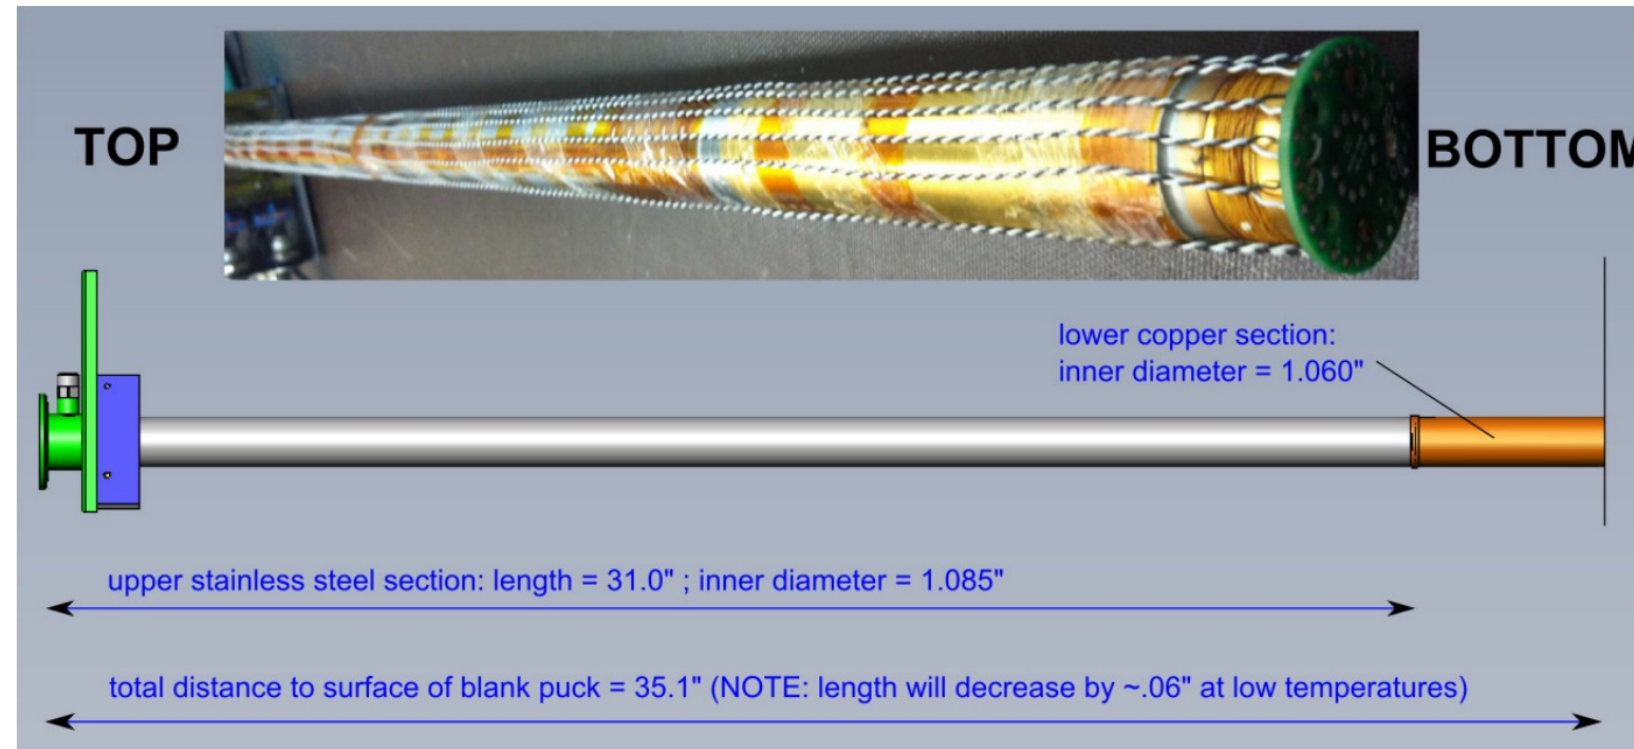 TOP
BOTTOM
lower copper section:
inner diameter = 1.060"
upper stainless steel section: length = 31.0" ; inner diameter = 1.085"
total distance to surface of blank puck = 35.1" (NOTE: length will decrease by ~.06" at low temperatures)